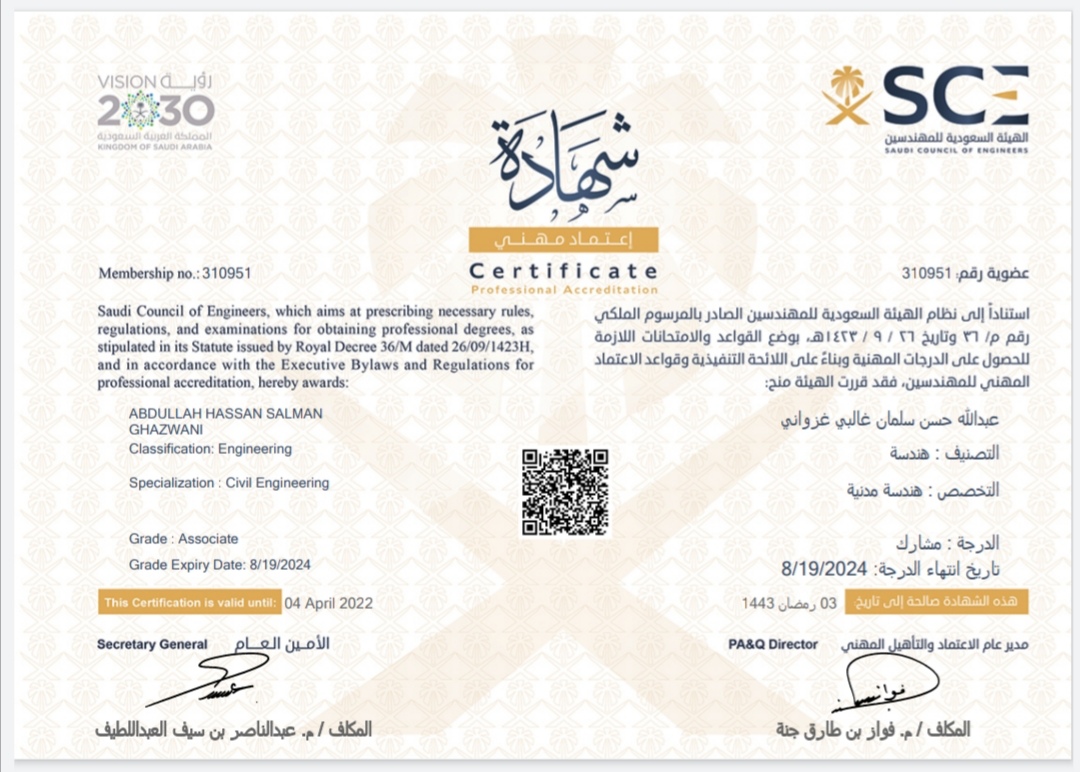 VISION رؤيـــة
2030
المملكة العربية السعودية
KINGDOM OF SAUDI ARABIA
SCE
الهيئة السعودية للمهندسين
SAUDI COUNCIL OF ENGINEERS
شهادة
إعـتـمـاد مـهـنـي
Certificate
Professional Accreditation
Membership no.: 310951
عضوية رقم: 310951
Saudi Council of Engineers, which aims at prescribing necessary rules,
regulations, and examinations for obtaining professional degrees, as
stipulated in its Statute issued by Royal Decree 36/M dated 26/09/1423H,
and in accordance with the Executive Bylaws and Regulations for
professional accreditation, hereby awards:
استناداً إلى نظام الهيئة السعودية للمهندسين الصادر بالمرسوم الملكي
رقم م/ ٣٦ وتاريخ ٢٦ / ٩ / ١٤٢٣هـ، بوضع القواعد والامتحانات اللازمة
للحصول على الدرجات المهنية وبناءً على اللائحة التنفيذية وقواعد الاعتماد
المهني للمهندسين، فقد قررت الهيئة منح:
ABDULLAH HASSAN SALMAN
GHAZWANI
Classification: Engineering
Specialization : Civil Engineering
Grade : Associate
Grade Expiry Date: 8/19/2024
عبدالله حسن سلمان غالبي غزواني
التصنيف : هندسة
التخصص : هندسة مدنية
الدرجة : مشارك
تاريخ انتهاء الدرجة: 8/19/2024
This Certification is valid until: 04 April 2022
هذه الشهادة صالحة إلى تاريخ: 03 رمضان 1443
Secretary General الأمـين العـــام
المكلف / م. عبدالناصر بن سيف العبداللطيف
PA&Q Director مدير عام الاعتماد والتأهيل المهني
المكلف / م. فواز بن طارق جنة